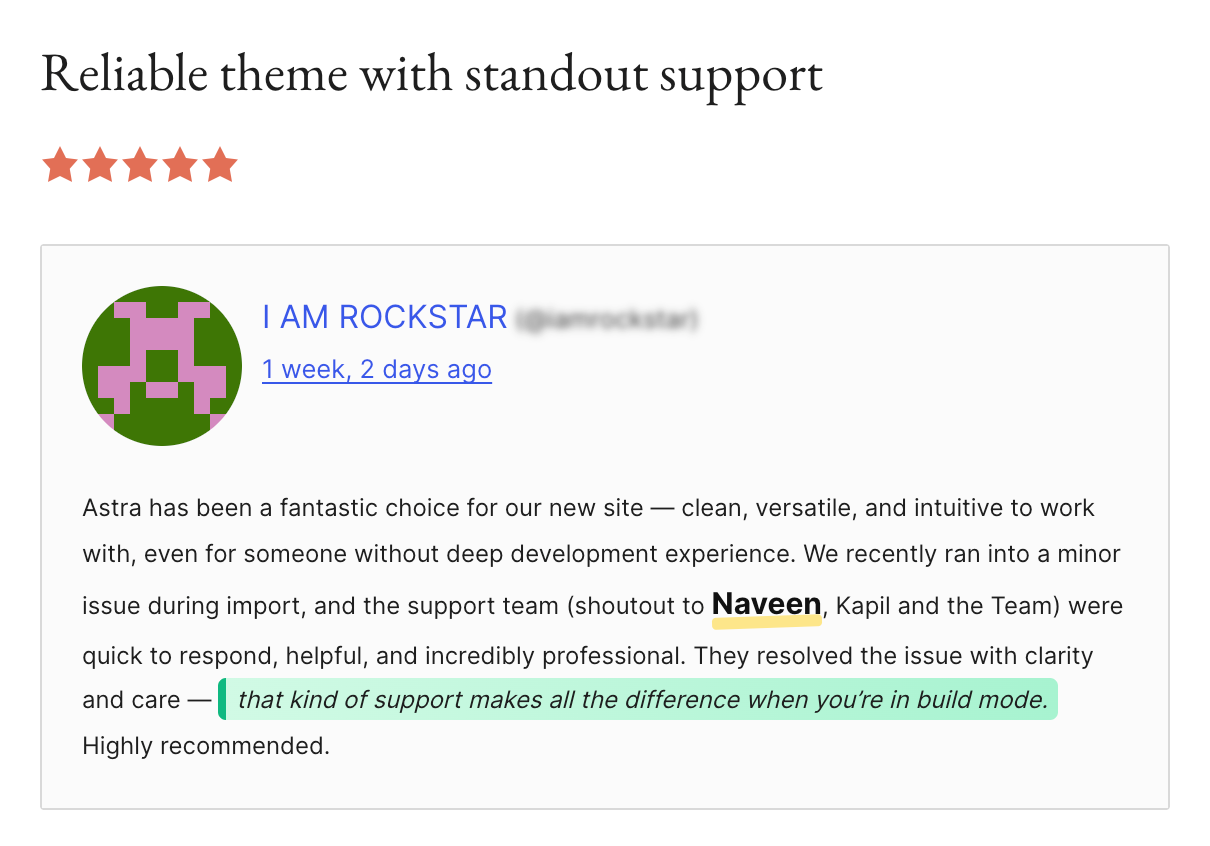 Reliable theme with standout support
I AM ROCKSTAR (@iamrockstar)
1 week, 2 days ago
Astra has been a fantastic choice for our new site — clean, versatile, and intuitive to work
with, even for someone without deep development experience. We recently ran into a minor
issue during import, and the support team (shoutout to Naveen, Kapil and the Team) were
quick to respond, helpful, and incredibly professional. They resolved the issue with clarity
and care — that kind of support makes all the difference when you’re in build mode.
Highly recommended.